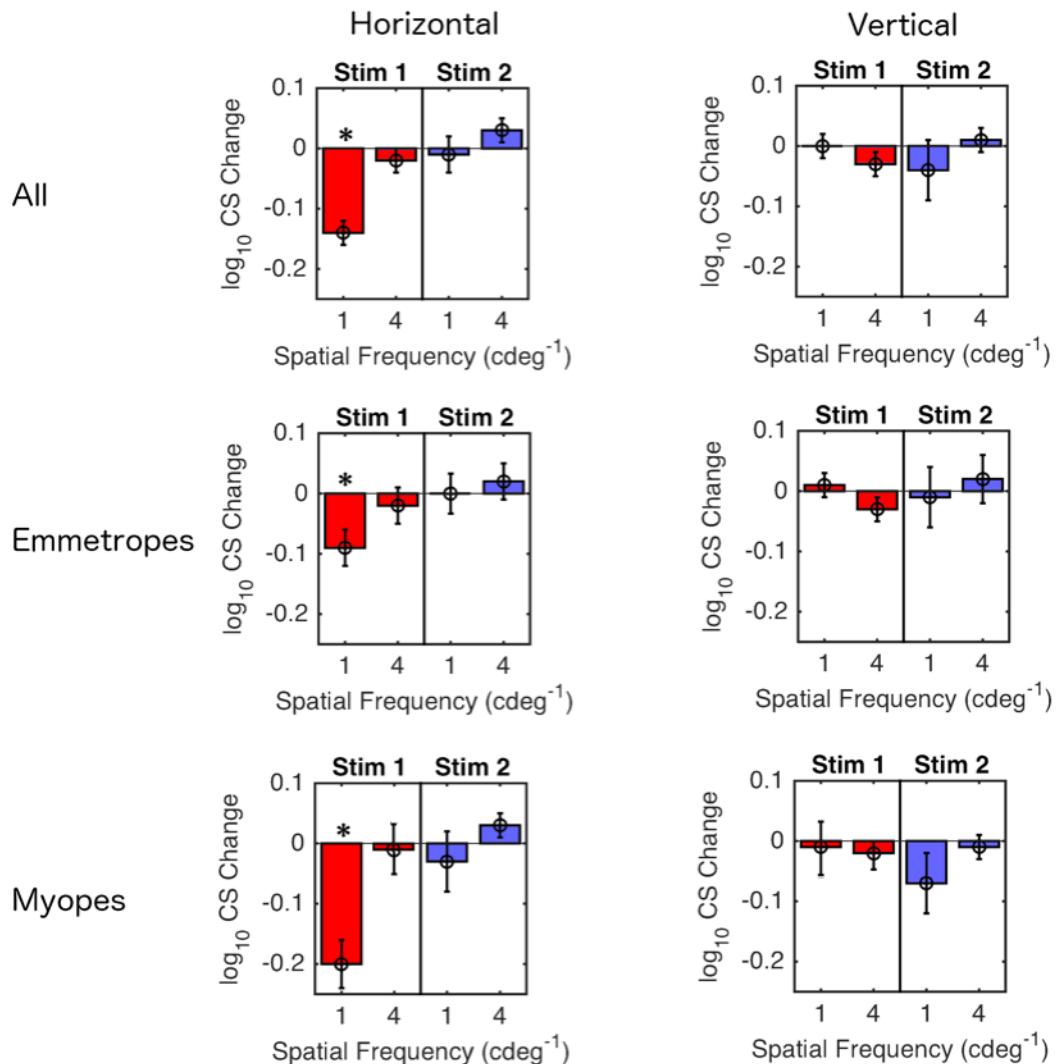 Horizontal Vertical
Stim 1 Stim 2 Stim 1 Stim 2
All
log₁₀ CS Change log₁₀ CS Change
0.1 0.1
* 
0 0
-0.1 -0.1
-0.2 -0.2
1 4 1 4 1 4 1 4
Spatial Frequency (cdeg⁻¹) Spatial Frequency (cdeg⁻¹)
Stim 1 Stim 2 Stim 1 Stim 2
Emmetropes
log₁₀ CS Change log₁₀ CS Change
0.1 0.1
*
0 0
-0.1 -0.1
-0.2 -0.2
1 4 1 4 1 4 1 4
Spatial Frequency (cdeg⁻¹) Spatial Frequency (cdeg⁻¹)
Stim 1 Stim 2 Stim 1 Stim 2
Myopes
log₁₀ CS Change log₁₀ CS Change
0.1 0.1
*
0 0
-0.1 -0.1
-0.2 -0.2
1 4 1 4 1 4 1 4
Spatial Frequency (cdeg⁻¹) Spatial Frequency (cdeg⁻¹)